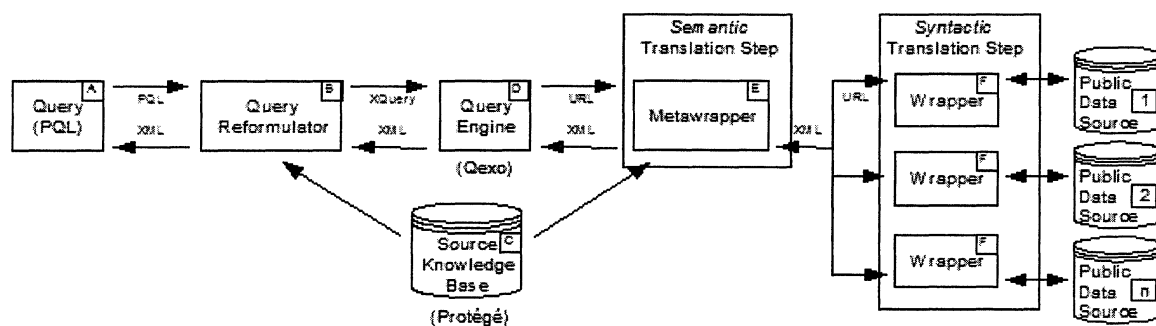 Semantic
Translation Step
Syntactic
Translation Step
A
Query
(PQL)
PQL
XML
B
Query
Reformulator
XQuery
XML
D
Query
Engine
(Qexo)
URL
XML
E
Metawrapper
XML
URL
F
Wrapper
F
Wrapper
F
Wrapper
Public
Data
Source
1
Public
Data
Source
2
Public
Data
Source
n
C
Source
Knowledge
Base
(Protégé)